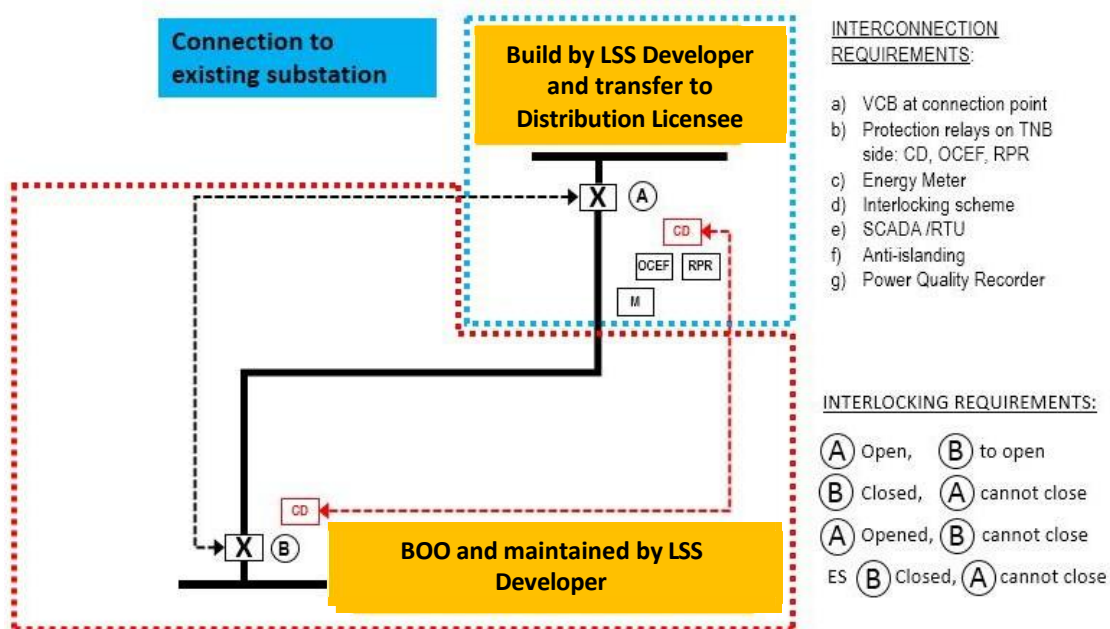 Connection to
existing substation
Build by LSS Developer
and transfer to
Distribution Licensee
X
A
CD
OCEF
RPR
M
CD
X
B
BOO and maintained by LSS
Developer
INTERCONNECTION
REQUIREMENTS:
a) VCB at connection point
b) Protection relays on TNB
side: CD, OCEF, RPR
c) Energy Meter
d) Interlocking scheme
e) SCADA /RTU
f) Anti-islanding
g) Power Quality Recorder
INTERLOCKING REQUIREMENTS:
A Open, B to open
B Closed, A cannot close
A Opened, B cannot close
ES B Closed, A cannot close